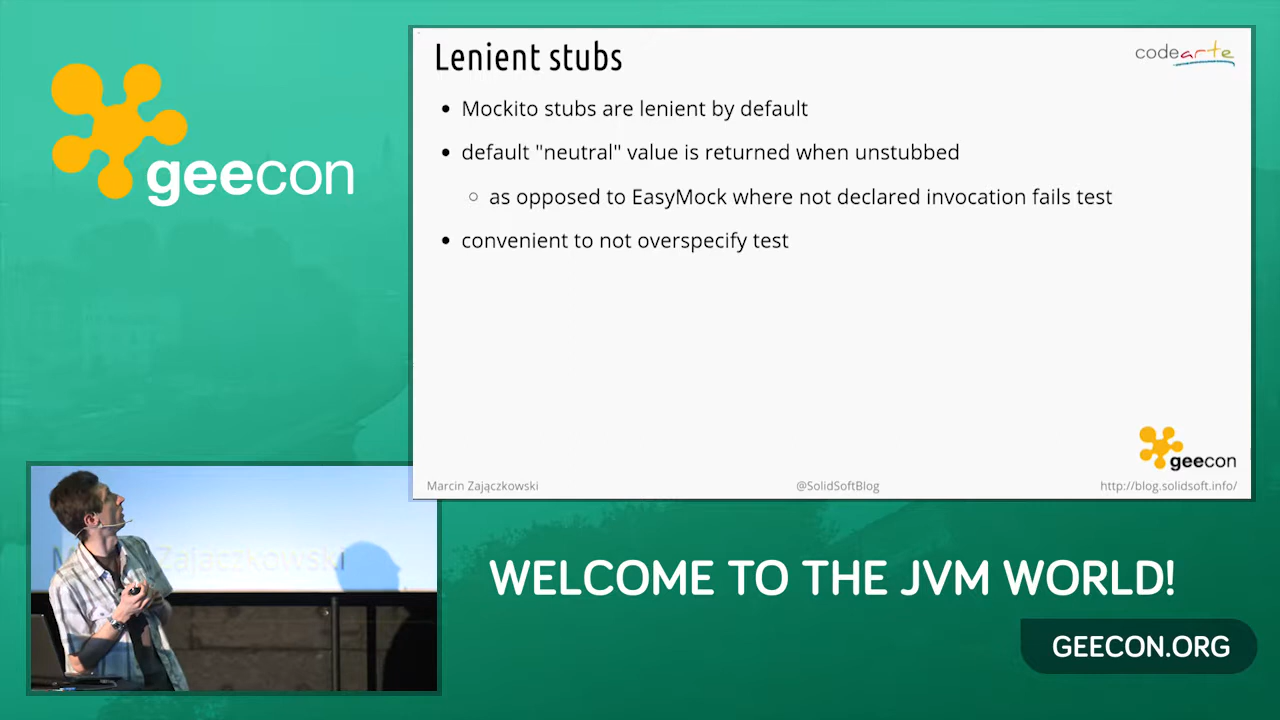 geecon
Lenient stubs
codearte
Mockito stubs are lenient by default
default "neutral" value is returned when unstubbed
as opposed to EasyMock where not declared invocation fails test
convenient to not overspecify test
geecon
Marcin Zajączkowski
@SolidSoftBlog
http://blog.solidsoft.info/
Zajączkowski
WELCOME TO THE JVM WORLD!
GEECON.ORG